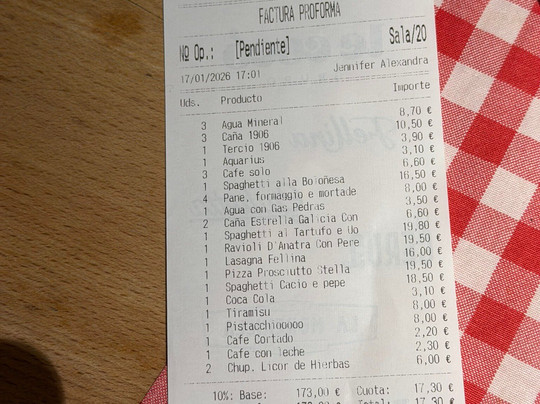 FACTURA PROFORMA
Nº Op.: [Pendiente] Sala/20
17/01/2026 17:01 Jennifer Alexandra
Uds. Producto Importe
3 Agua Mineral 8,70 €
3 Caña 1906 10,50 €
1 Tercio 1906 3,90 €
1 Aquarius 3,10 €
3 Cafe solo 6,60 €
1 Spaghetti alla Boloñesa 16,50 €
4 Pane, formaggio e mortade 8,00 €
1 Agua con Gas Pedras 3,50 €
2 Caña Estrella Galicia Con 6,60 €
1 Spaghetti al Tartufo e Uo 19,80 €
1 Ravioli D'Anatra Con Pere 19,50 €
1 Lasagna Fellina 16,00 €
1 Pizza Prosciutto Stella 19,50 €
1 Spaghetti Cacio e pepe 18,50 €
1 Coca Cola 3,10 €
1 Tiramisu 8,00 €
1 Pistacchiooooo 8,00 €
1 Cafe Cortado 2,20 €
1 Cafe con leche 2,30 €
2 Chup. Licor de Hierbas 6,00 €
10%: Base: 173,00 € Cuota: 17,30 €